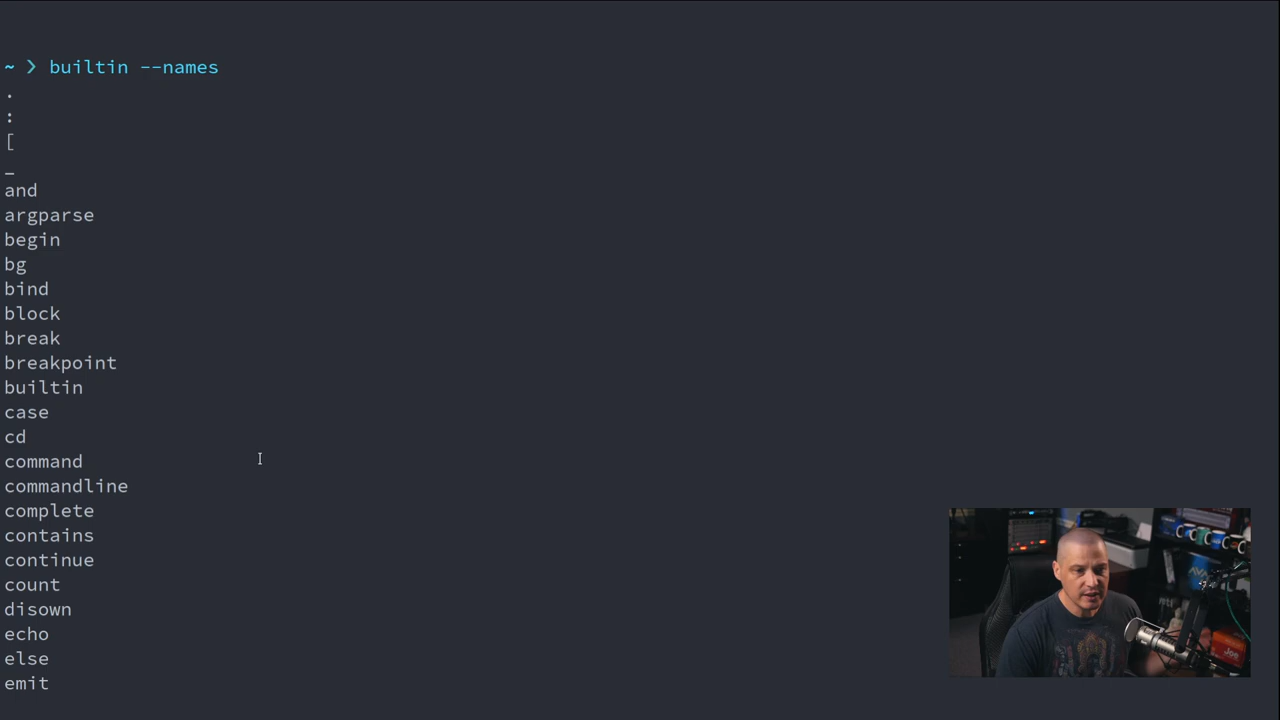 ~ ❯ builtin --names
.
:
[
_
and
argparse
begin
bg
bind
block
break
breakpoint
builtin
case
cd
command
commandline
complete
contains
continue
count
disown
echo
else
emit